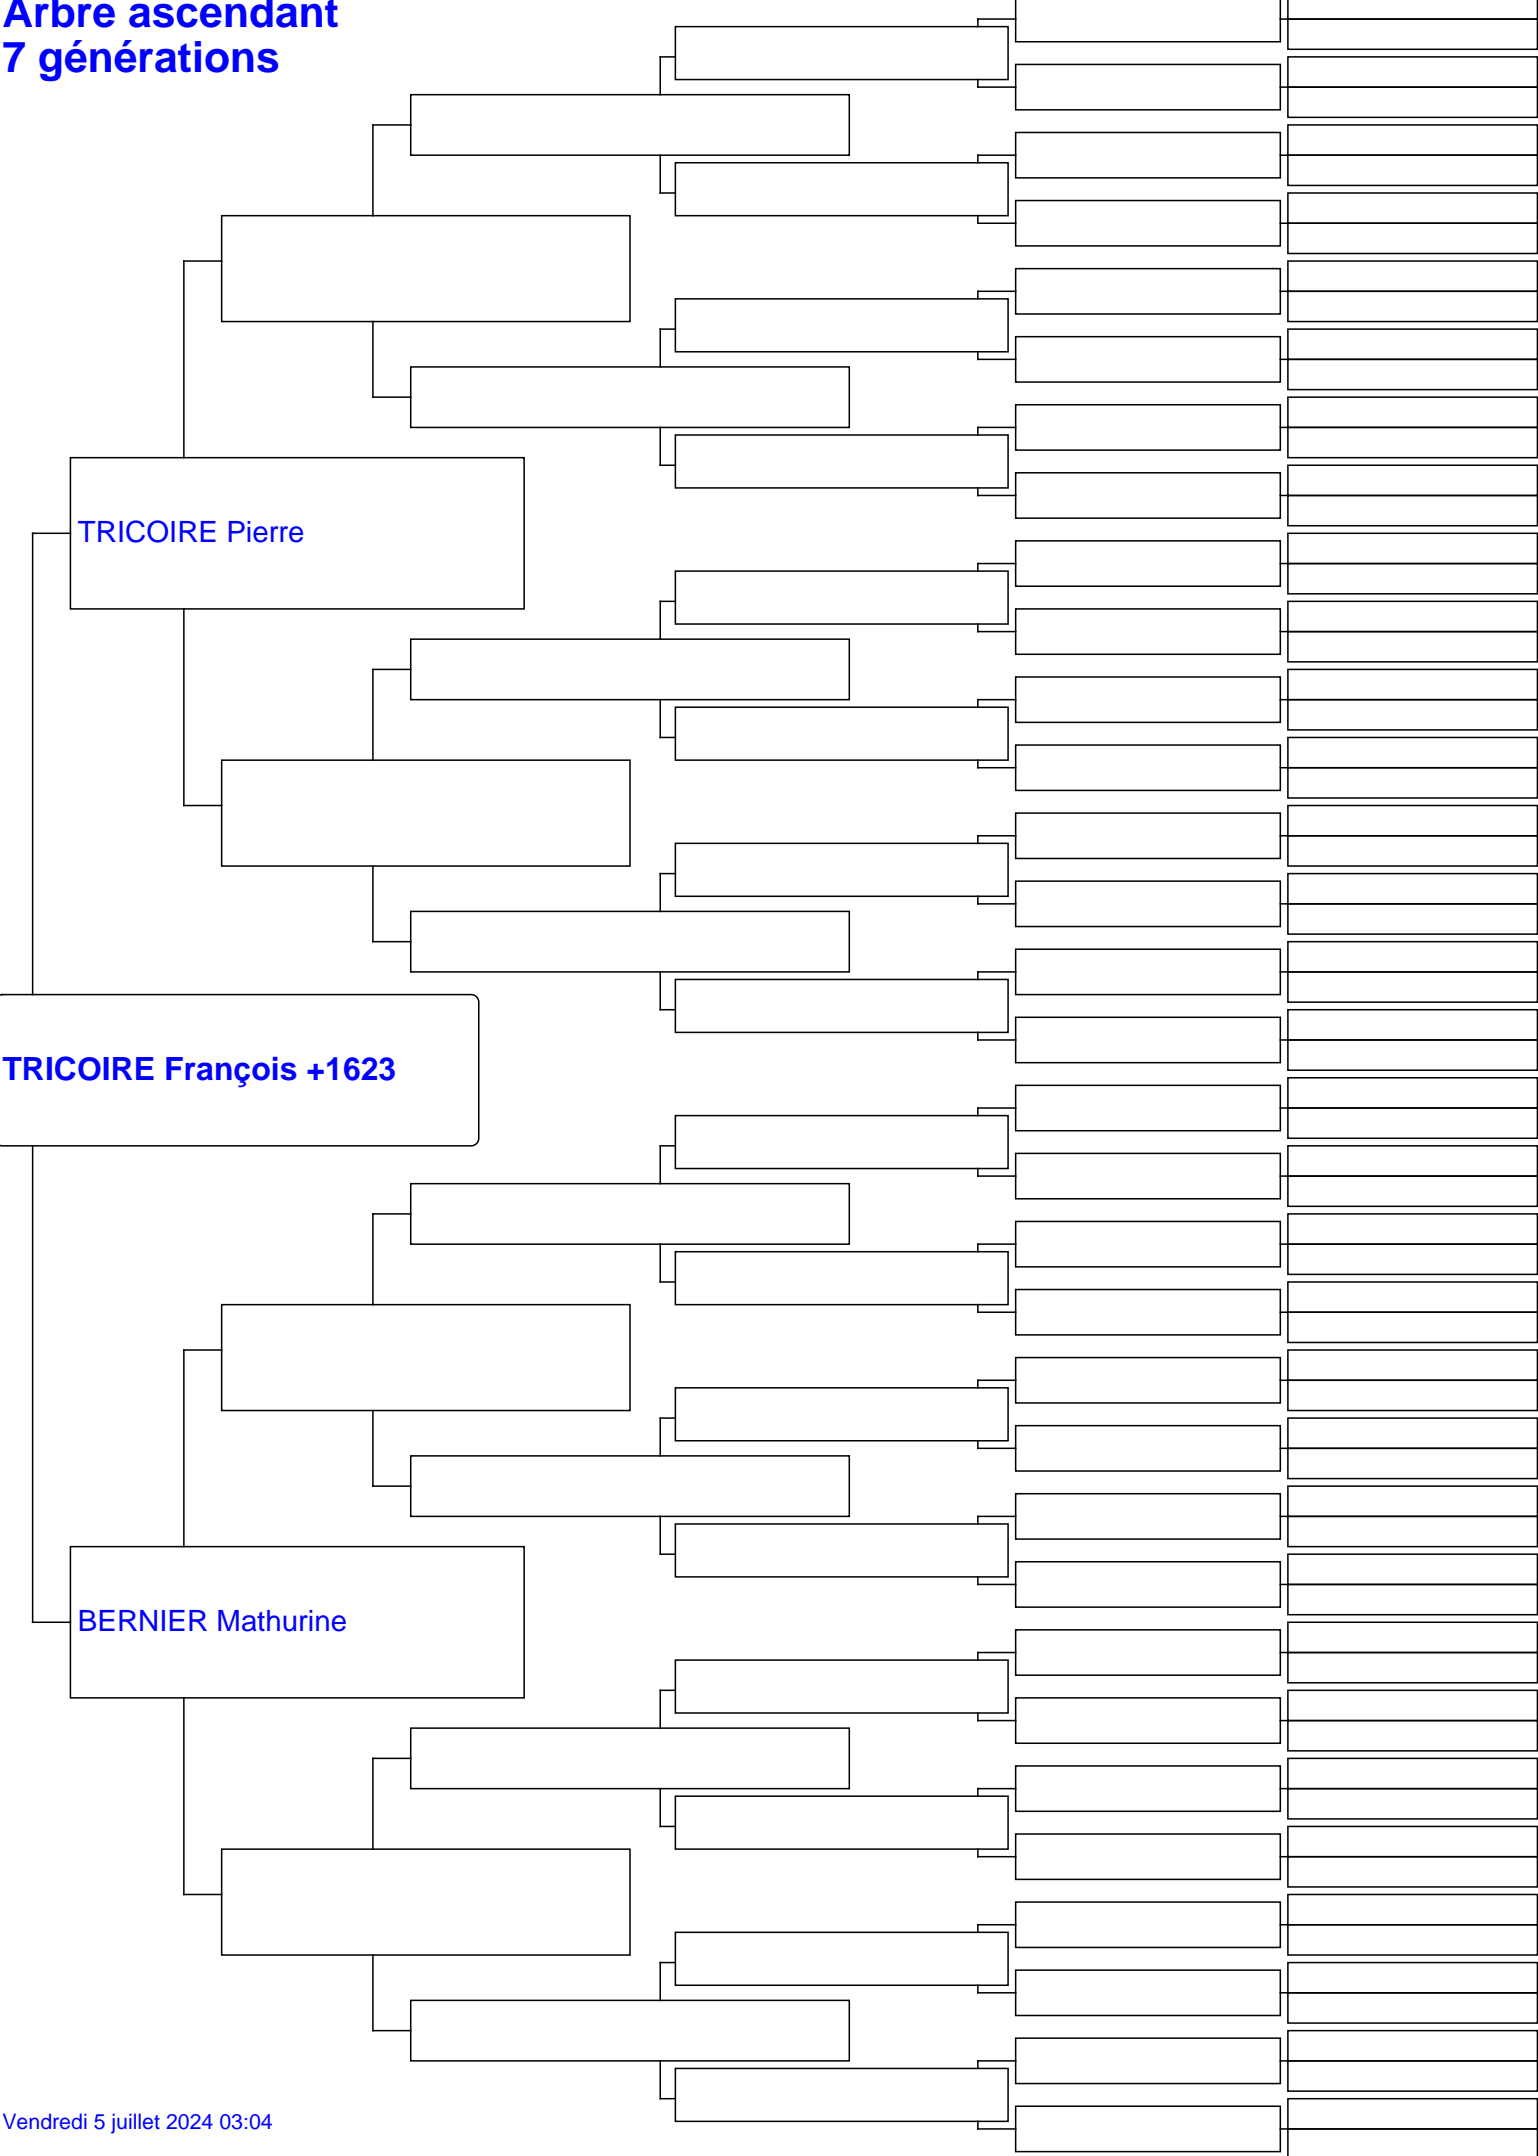 Arbre ascendant
7 générations
TRICOIRE Pierre
TRICOIRE François +1623
BERNIER Mathurine
Vendredi 5 juillet 2024 03:04